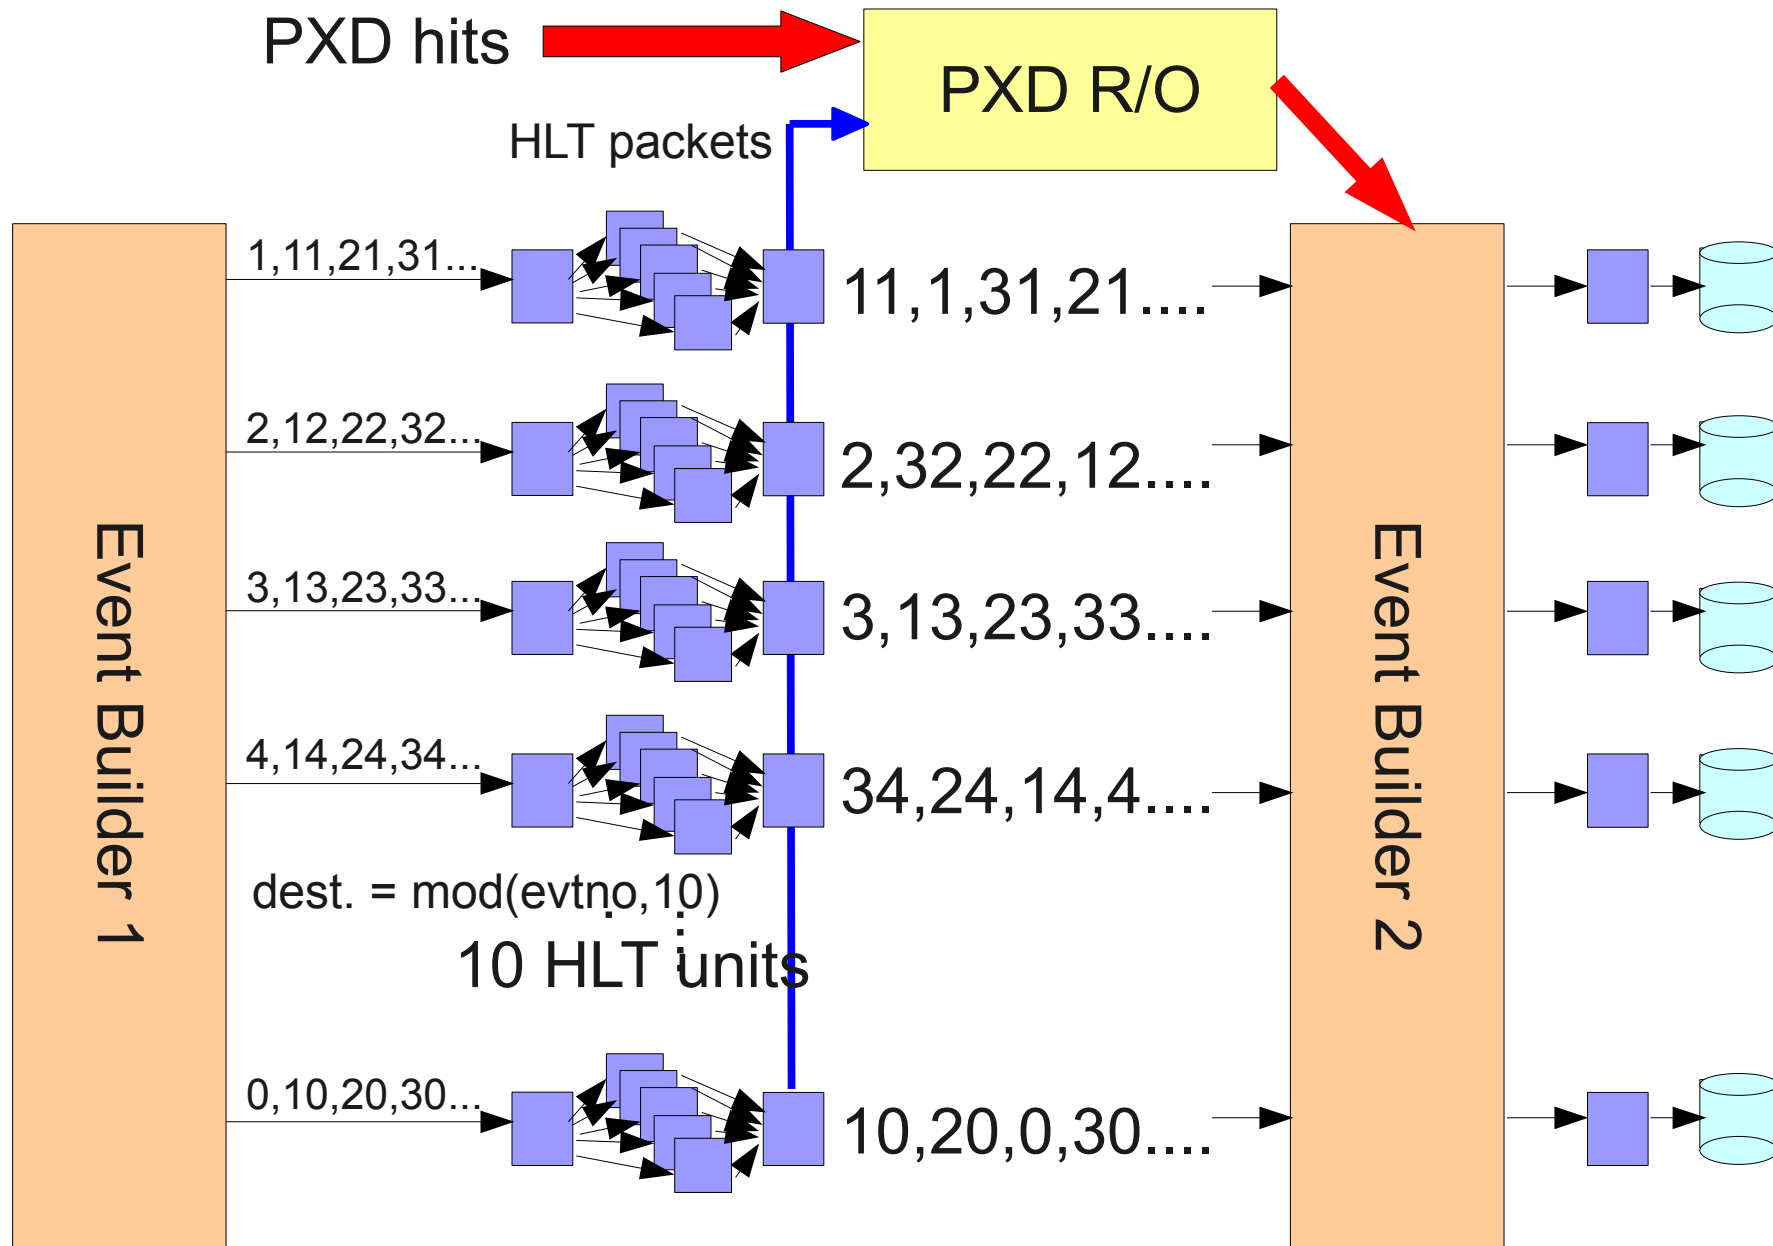 PXD hits
PXD R/O
HLT packets
1,11,21,31...
11,1,31,21....
2,12,22,32...
2,32,22,12....
3,13,23,33...
3,13,23,33....
4,14,24,34...
34,24,14,4....
Event Builder 1
Event Builder 2
dest. = mod(evtno,10)
10 HLT units
0,10,20,30...
10,20,0,30....